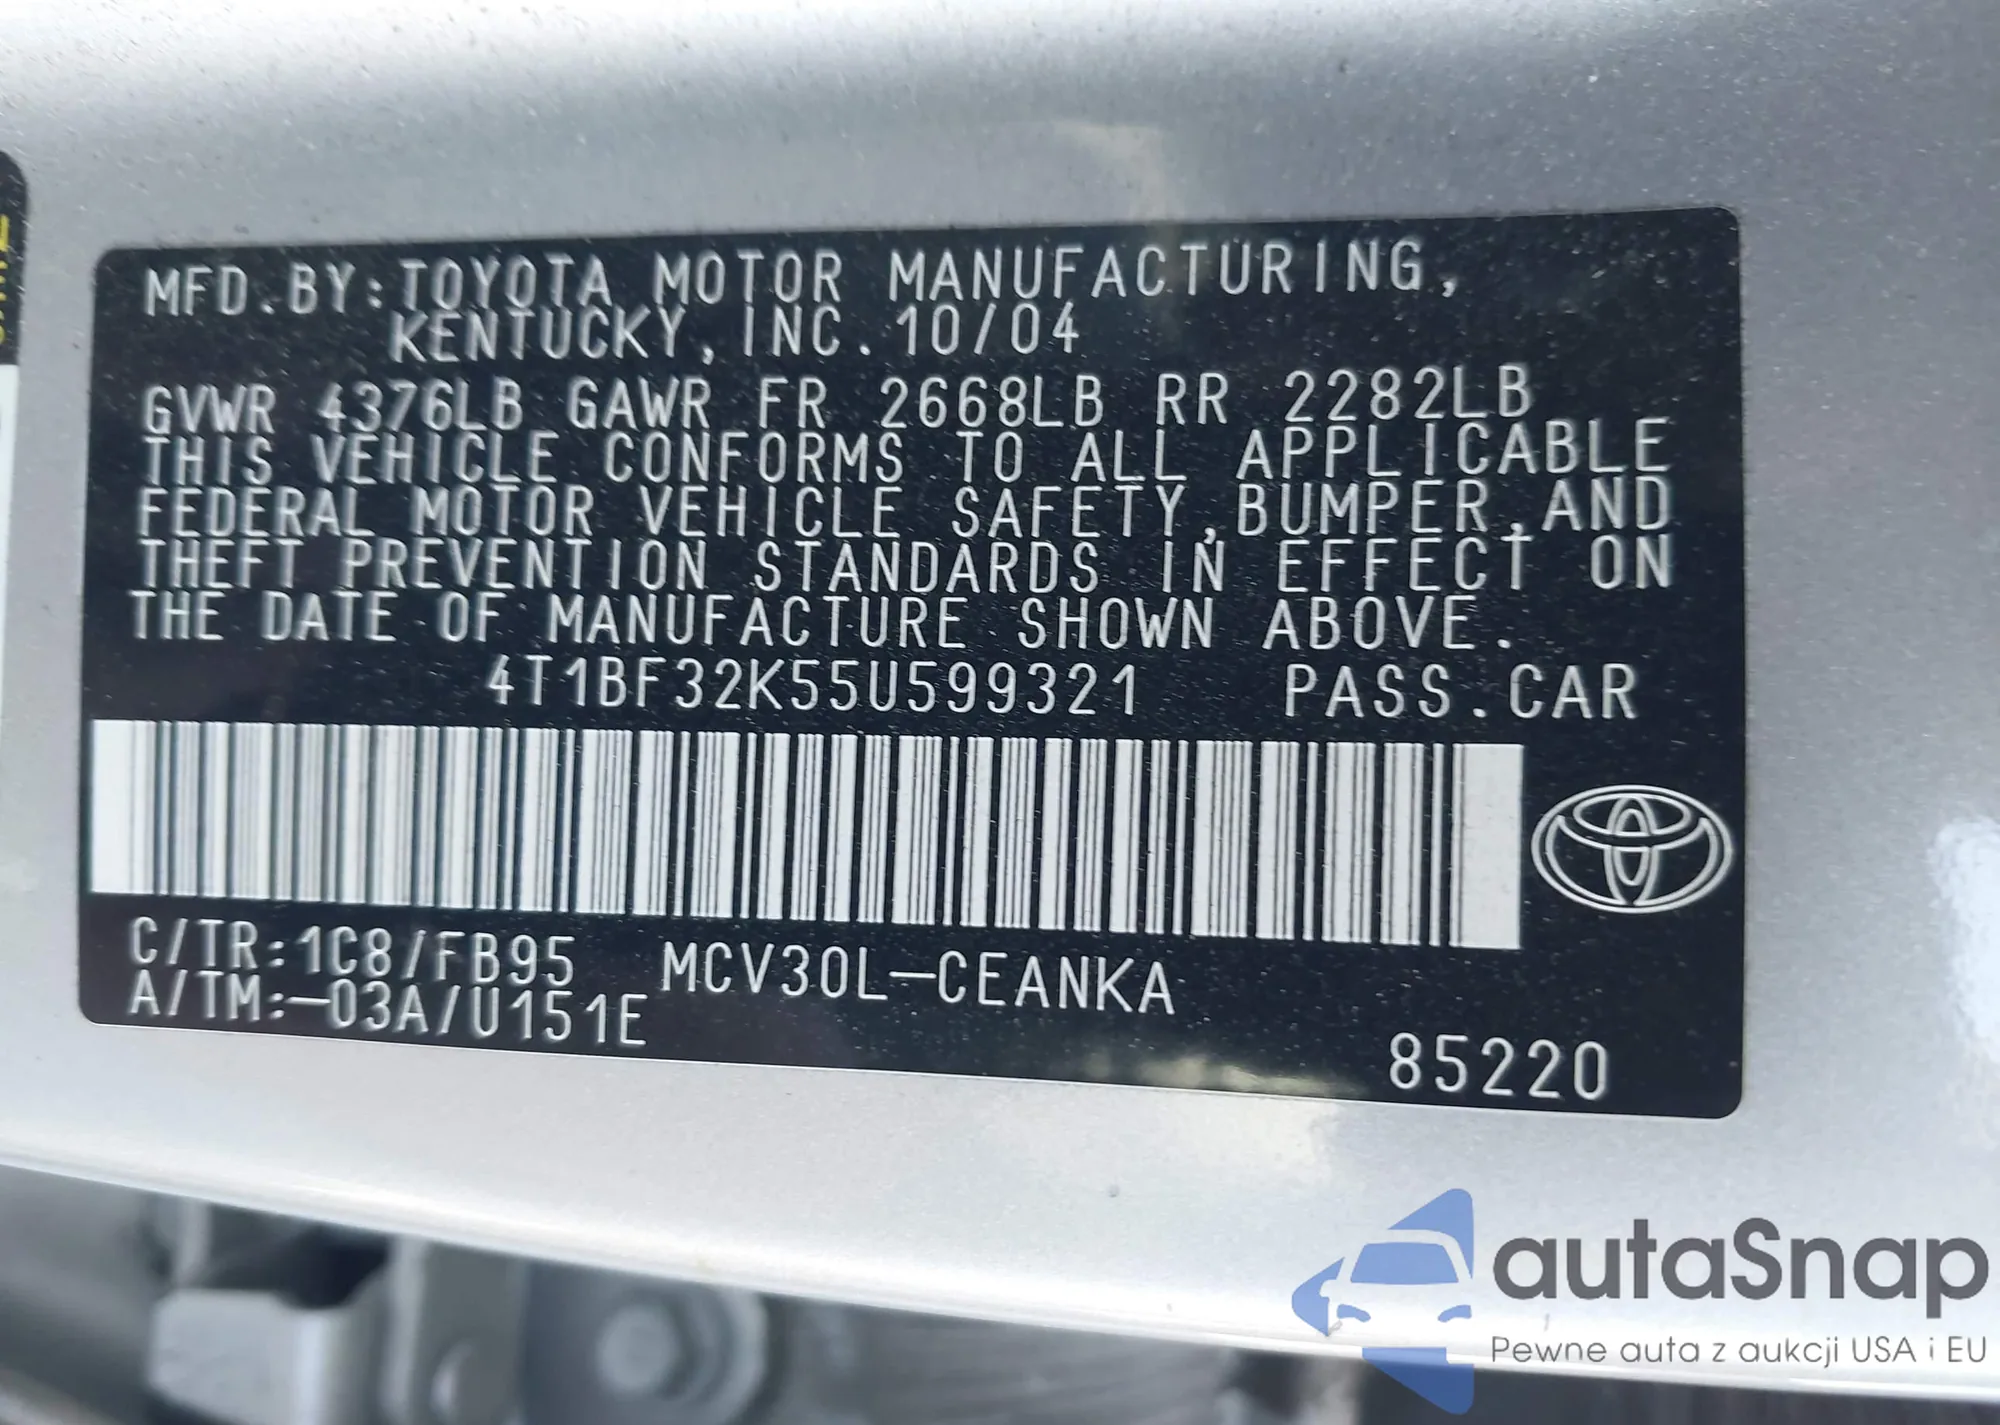 MFD.BY:TOYOTA MOTOR MANUFACTURING,
KENTUCKY, INC. 10/04
GVWR 4376LB GAWR FR 2668LB RR 2282LB
THIS VEHICLE CONFORMS TO ALL APPLICABLE
FEDERAL MOTOR VEHICLE SAFETY,BUMPER,AND
THEFT PREVENTION STANDARDS IN EFFECT ON
THE DATE OF MANUFACTURE SHOWN ABOVE.
4T1BF32K55U599321 PASS.CAR
C/TR:1C8/FB95 MCV30L-CEANKA
A/TM:-03A/U151E
85220
autaSnap
Pewne auta z aukcji USA i EU